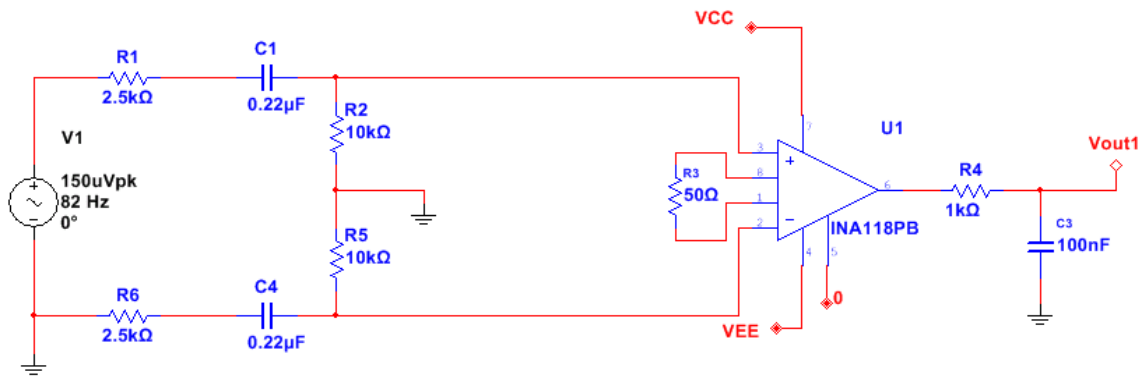 VCC
R1
2.5kΩ
C1
0.22µF
R2
10kΩ
V1
150uVpk
82 Hz
0°
U1
7
3
8
1
2
6
4
5
R3
50Ω
+
−
INA118PB
R4
1kΩ
Vout1
C3
100nF
R5
10kΩ
R6
2.5kΩ
C4
0.22µF
VEE
0